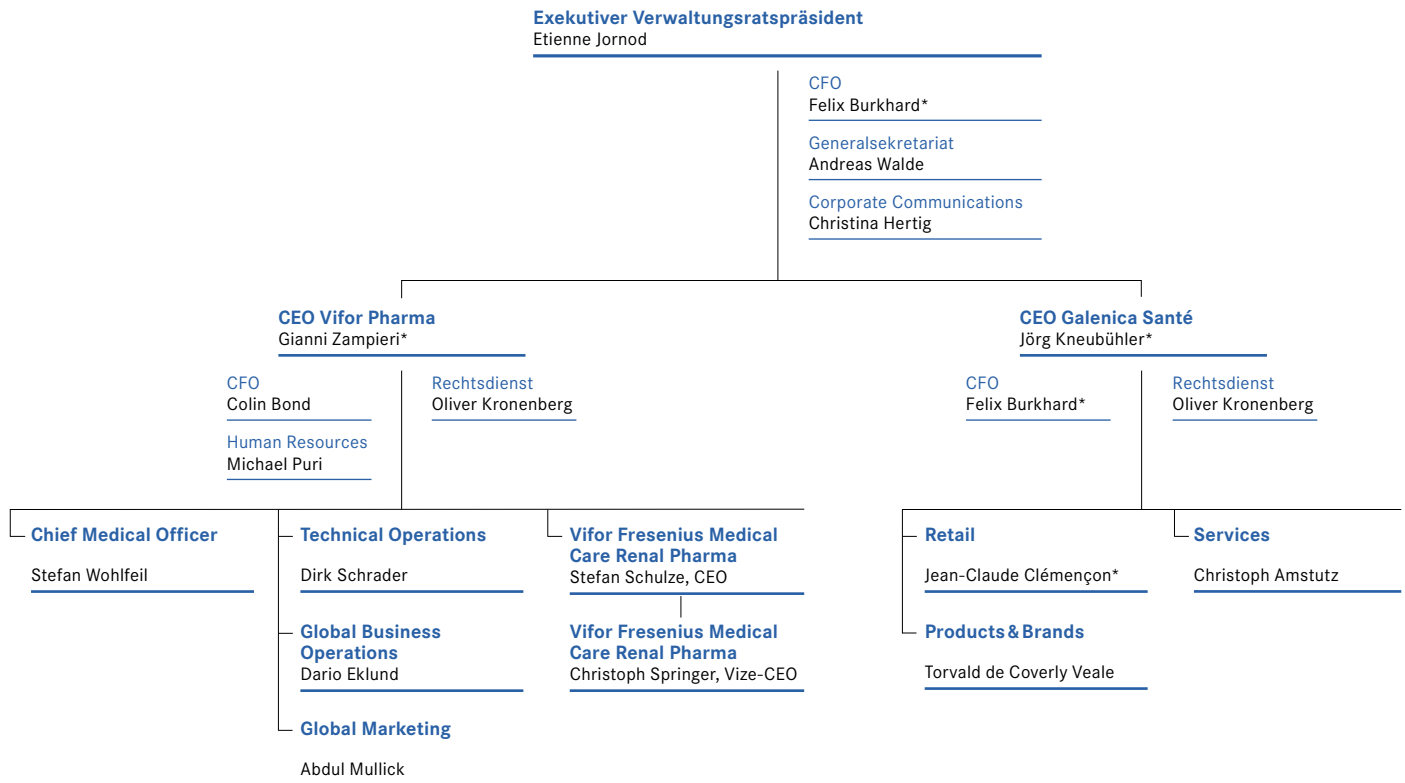 Exekutiver Verwaltungsratspräsident
Etienne Jornod
CFO
Felix Burkhard*
Generalsekretariat
Andreas Walde
Corporate Communications
Christina Hertig
CEO Vifor Pharma
Gianni Zampieri*
CFO
Colin Bond
Human Resources
Michael Puri
Rechtsdienst
Oliver Kronenberg
CEO Galenica Santé
Jörg Kneubühler*
CFO
Felix Burkhard*
Rechtsdienst
Oliver Kronenberg
Chief Medical Officer
Stefan Wohlfeil
Technical Operations
Dirk Schrader
Global Business
Operations
Dario Eklund
Global Marketing
Abdul Mullick
Vifor Fresenius Medical
Care Renal Pharma
Stefan Schulze, CEO
Vifor Fresenius Medical
Care Renal Pharma
Christoph Springer, Vize-CEO
Retail
Jean-Claude Clémençon*
Products & Brands
Torvald de Coverly Veale
Services
Christoph Amstutz